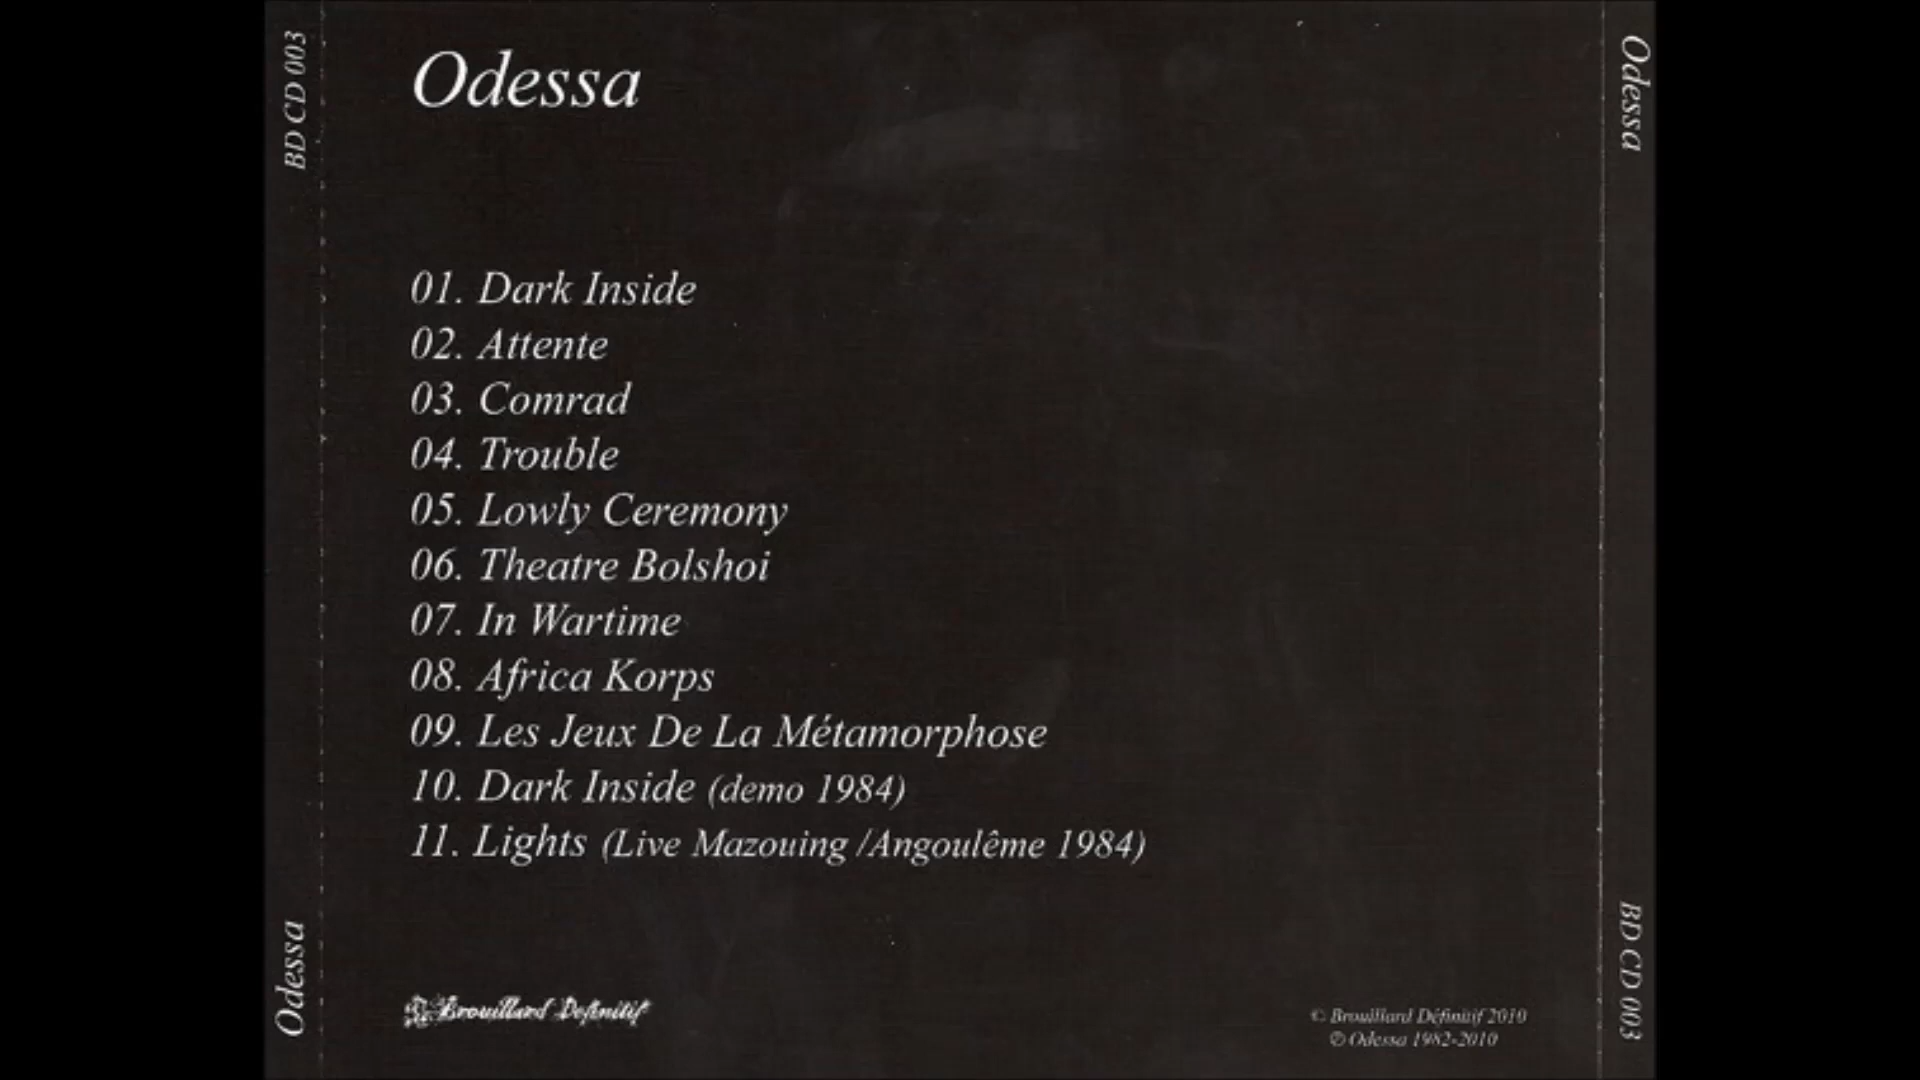 BD CD 003
Odessa
Odessa
01. Dark Inside
02. Attente
03. Comrad
04. Trouble
05. Lowly Ceremony
06. Theatre Bolshoi
07. In Wartime
08. Africa Korps
09. Les Jeux De La Métamorphose
10. Dark Inside (demo 1984)
11. Lights (Live Mazouing /Angoulême 1984)
Odessa
Brouillard Définitif
© Brouillard Définitif 2010
℗ Odessa 1982-2010
BD CD 003